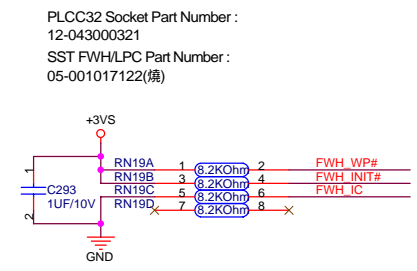 PLCC32 Socket Part Number :
12-043000321
SST FWH/LPC Part Number :
05-001017122(燒)
+3VS
RN19A 1 8.2KOhm 2 FWH_WP#
RN19B 3 8.2KOhm 4 FWH_INIT#
RN19C 5 8.2KOhm 6 FWH_IC
RN19D 7 8.2KOhm 8
1
C293
1UF/10V
2
GND